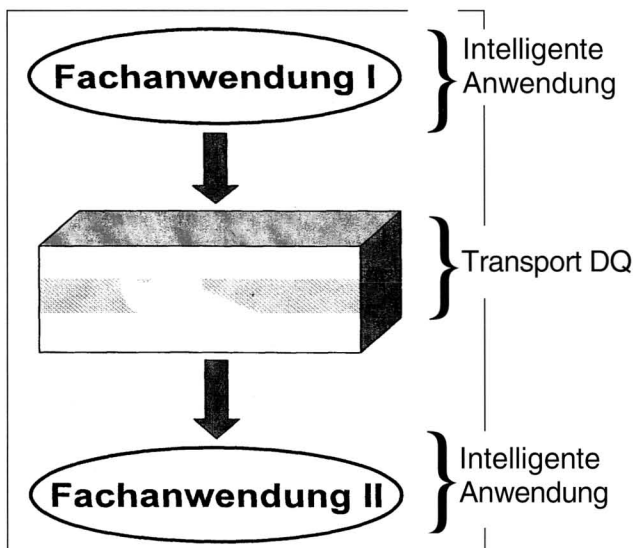 Fachanwendung I
Intelligente
Anwendung
Transport DQ
Fachanwendung II
Intelligente
Anwendung